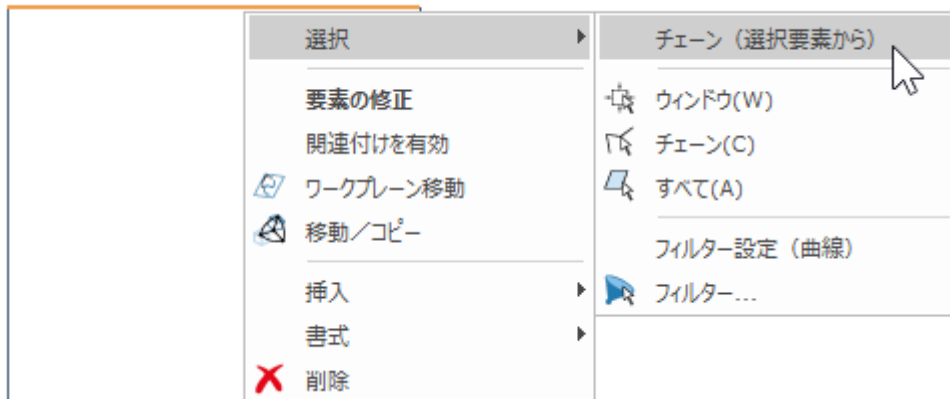 選択
要素の修正
関連付けを有効
ワークプレーン移動
移動／コピー
挿入
書式
削除
チェーン（選択要素から）
ウィンドウ(W)
チェーン(C)
すべて(A)
フィルター設定（曲線）
フィルター...